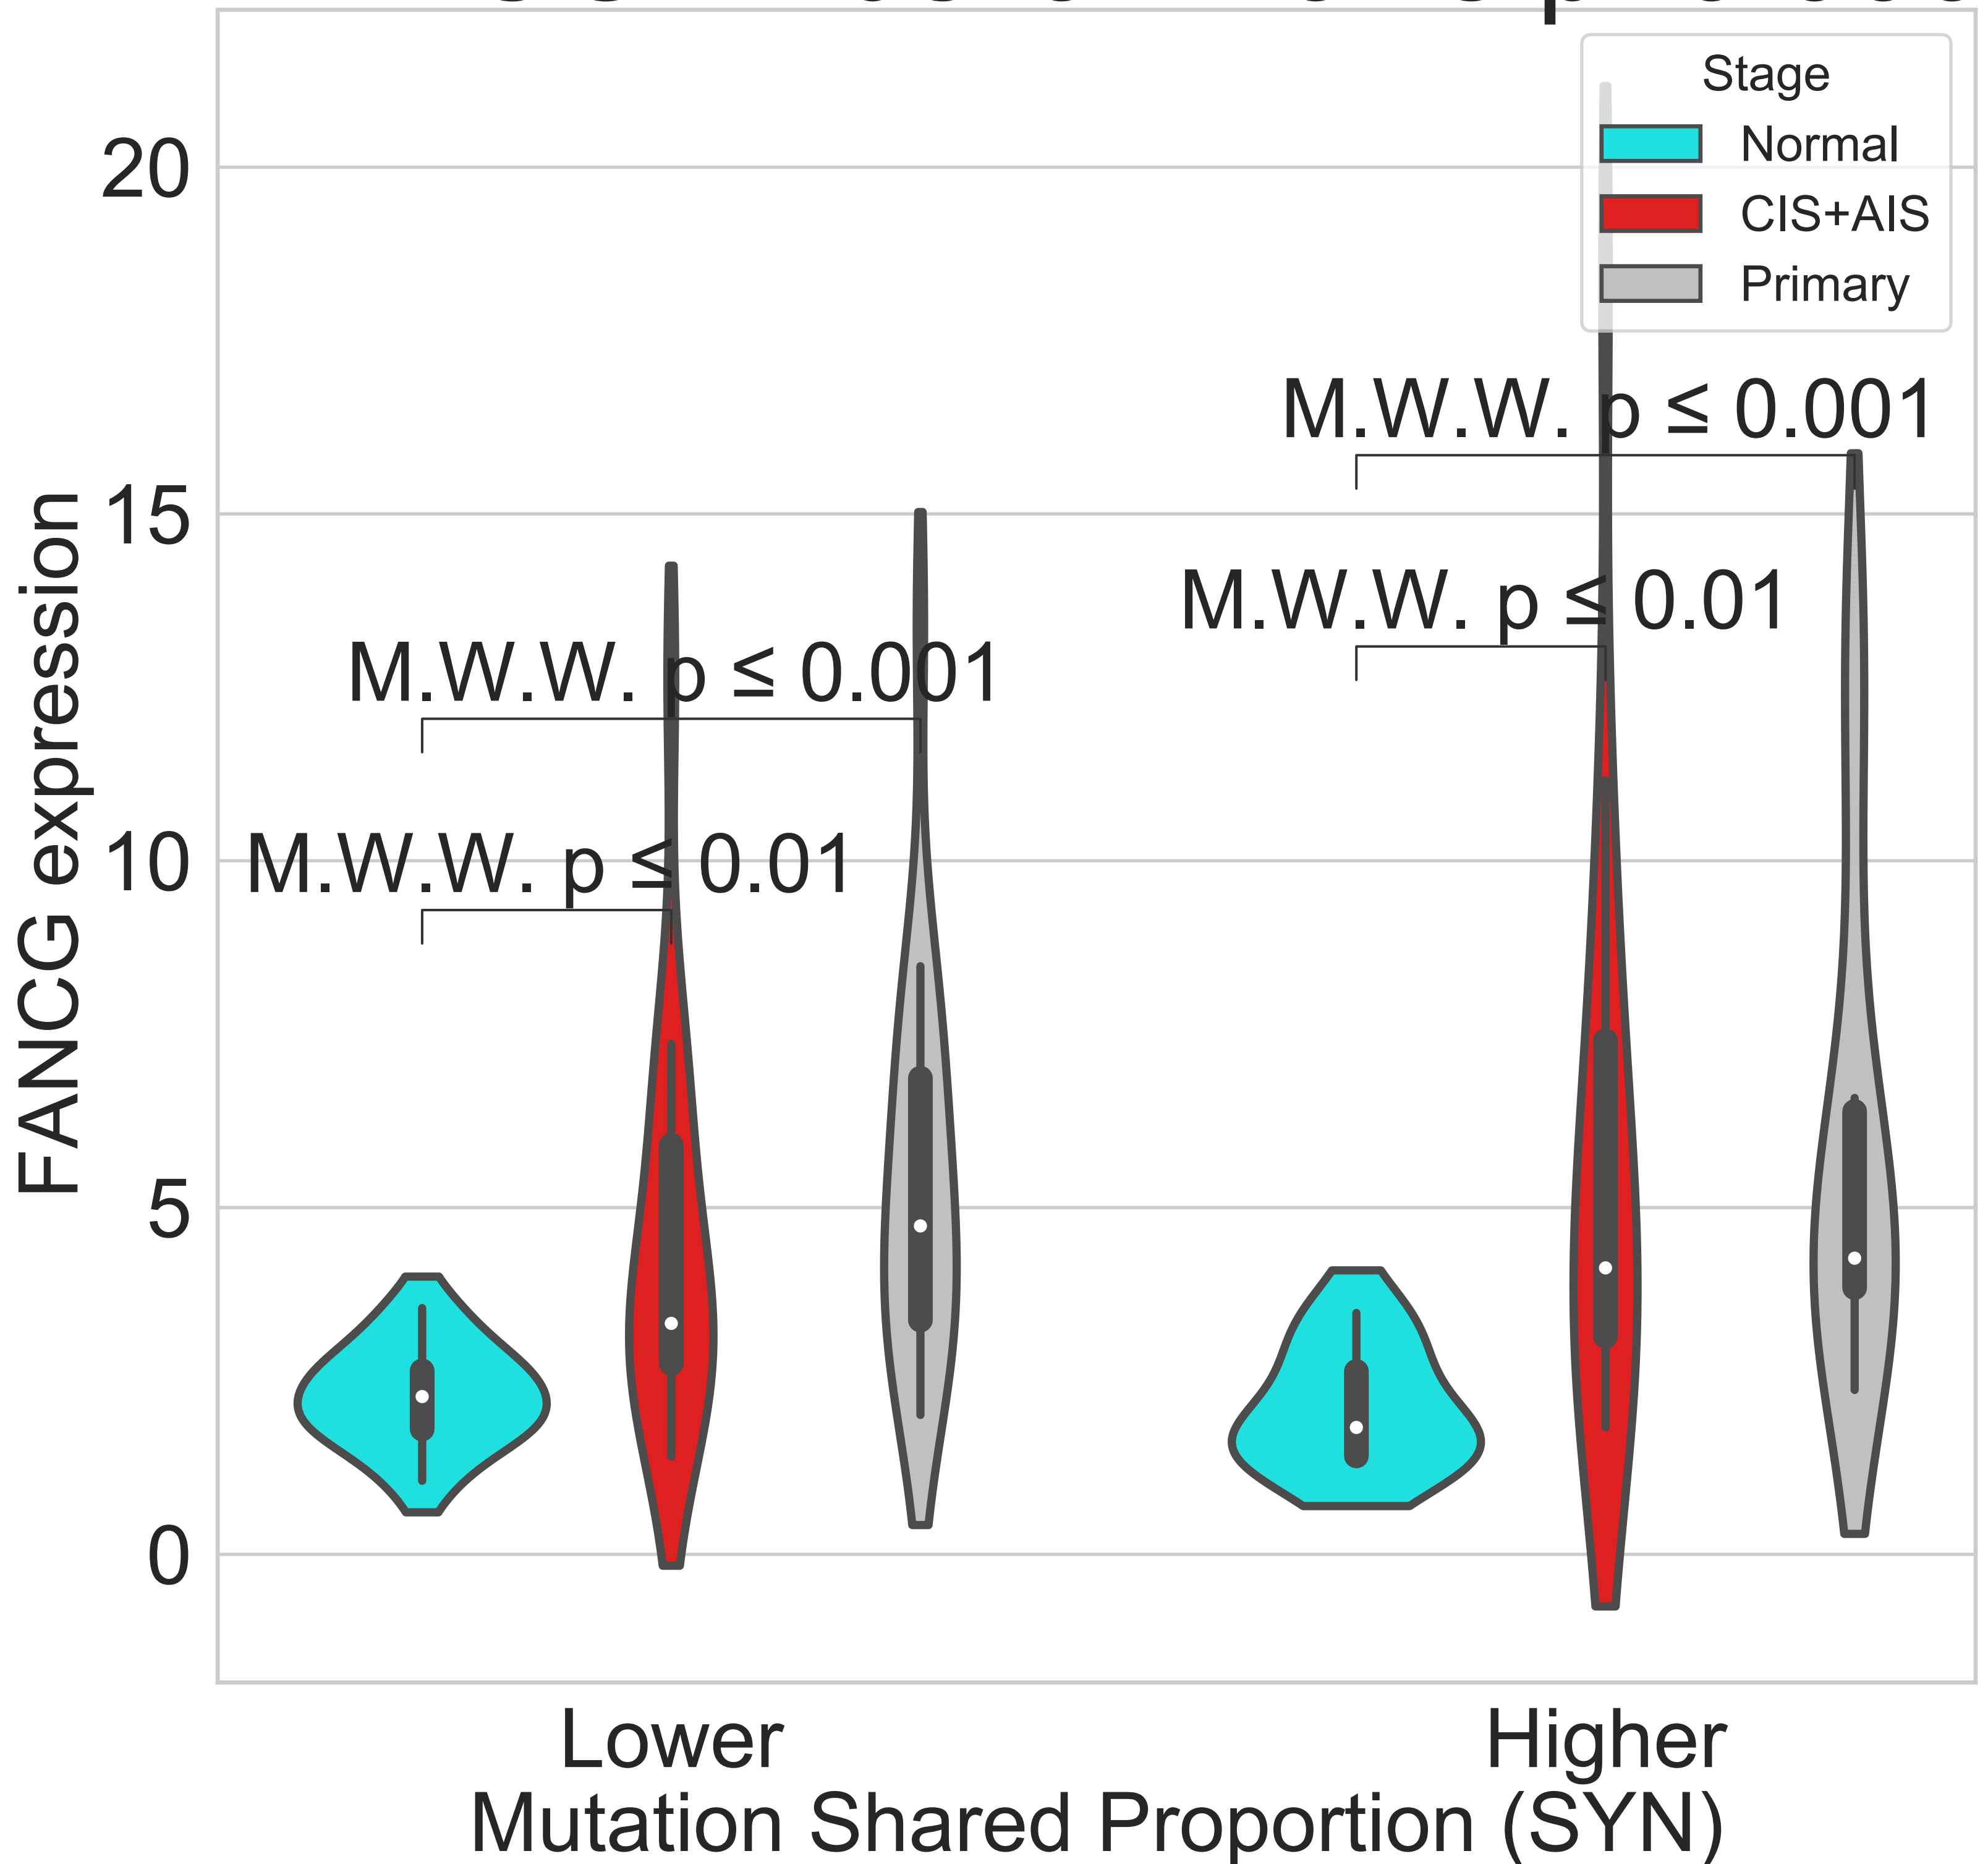 Stage
Normal
CIS+AIS
Primary
20
15
10
5
0
FANCG expression
M.W.W. p ≤ 0.001
M.W.W. p ≤ 0.01
M.W.W. p ≤ 0.001
M.W.W. p ≤ 0.01
Lower
Higher
Mutation Shared Proportion (SYN)